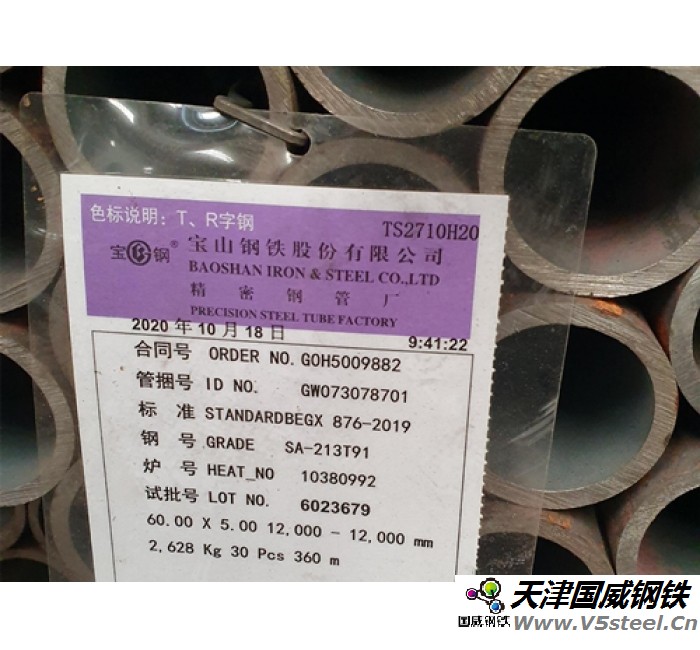 色标说明：T、R字钢
TS2710H20
宝钢®
宝山钢铁股份有限公司
BAOSHAN IRON & STEEL CO.,LTD
精密钢管厂
PRECISION STEEL TUBE FACTORY
2020 年 10 月 18 日 9:41:22
合同号 ORDER NO. G0H5009882
管捆号 ID NO. GW073078701
标 准 STANDARDBEGX 876-2019
钢 号 GRADE SA-213T91
炉 号 HEAT_NO 10380992
试批号 LOT NO. 6023679
60.00 X 5.00 12,000 - 12,000 mm
2,628 Kg 30 Pcs 360 m
国威钢铁
天津国威钢铁
Www.V5steel.Cn